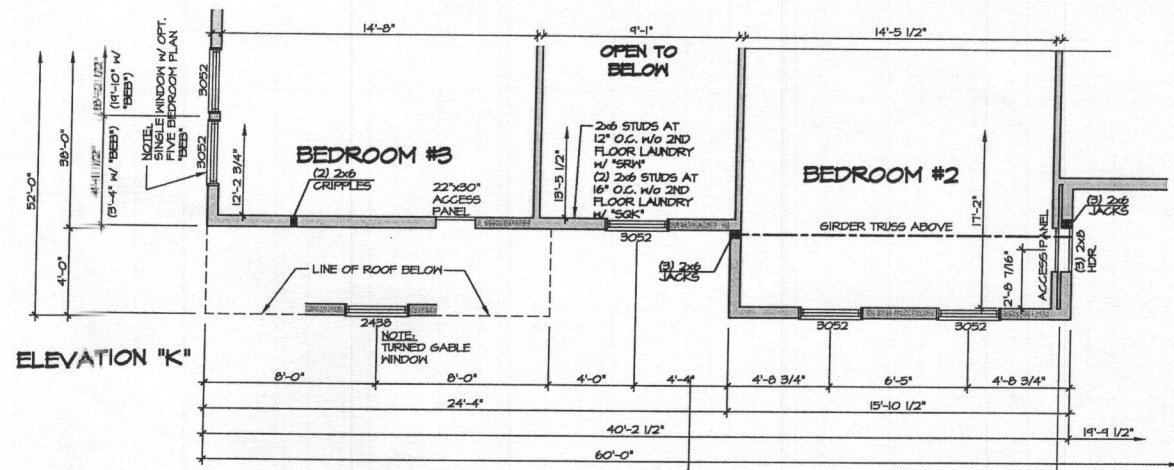 14'-8"
9'-1"
14'-5 1/2"
OPEN TO
BELOW
52'-0"
38'-0"
4'-0"
(19'-10" W/
"BEB")
4'-11 1/2"
(3'-4" W/ "BEB")
NOTE:
SINGLE WINDOW W/ OPT.
FIVE BEDROOM PLAN
"BEB"
3052
3052
12'-2 3/4"
BEDROOM #3
(2) 2x6
CRIPPLES
22"x30"
ACCESS
PANEL
13'-5 1/2"
2x6 STUDS AT
12" O.C. W/o 2ND
FLOOR LAUNDRY
W/ "SRW"
(2) 2x6 STUDS AT
16" O.C. W/o 2ND
FLOOR LAUNDRY
W/ "SQK"
3052
BEDROOM #2
17'-2"
GIRDER TRUSS ABOVE
(3) 2x6
JACKS
(3) 2x6
JACKS
2'-8 7/16"
ACCESS PANEL
(3) 2x8
HDR.
LINE OF ROOF BELOW
2438
NOTE:
TURNED GABLE
WINDOW
3052
3052
ELEVATION "K"
8'-0"
8'-0"
4'-0"
4'-4"
4'-8 3/4"
6'-5"
4'-8 3/4"
24'-4"
15'-10 1/2"
40'-2 1/2"
19'-9 1/2"
60'-0"